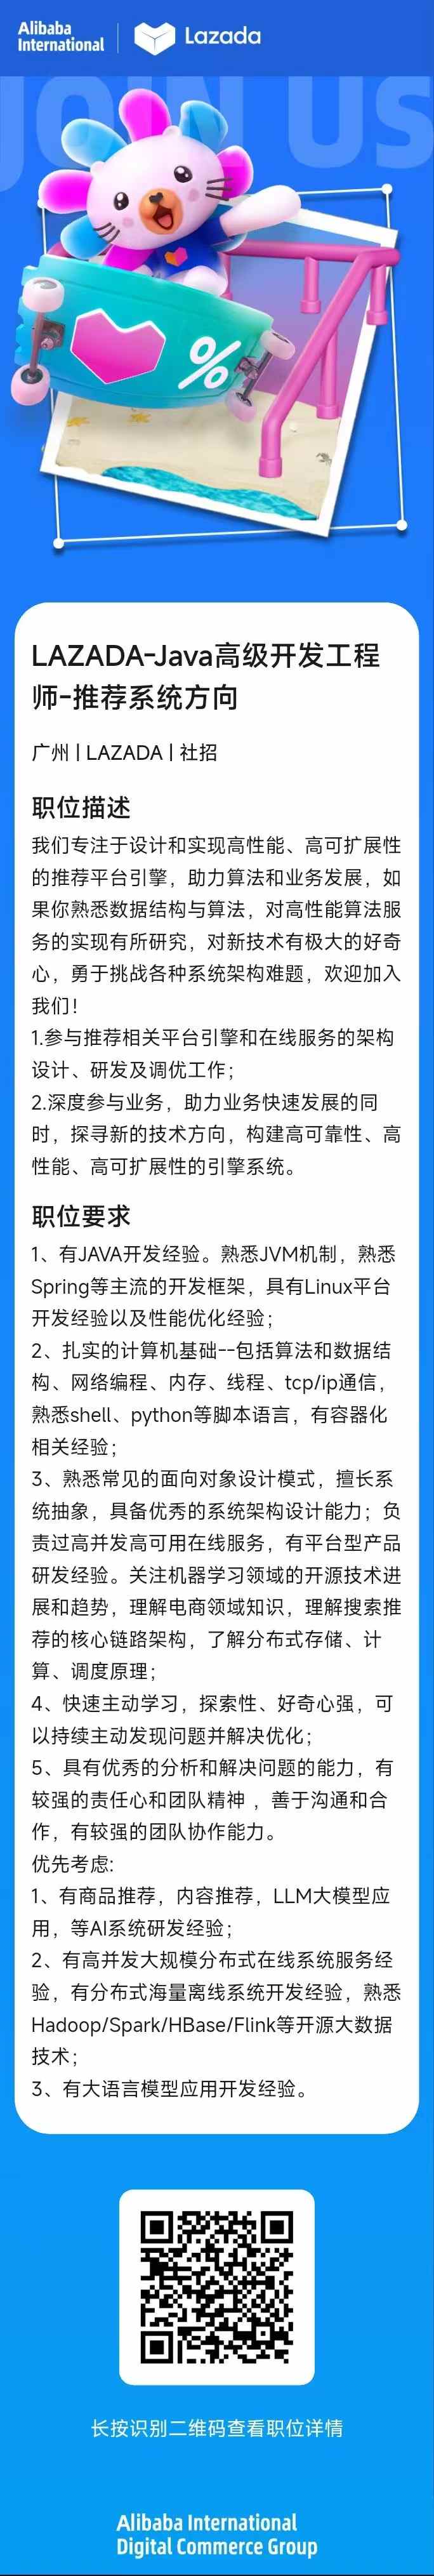 Alibaba
International
Lazada
JOIN US
%
LAZADA-Java高级开发工程
师-推荐系统方向
广州 | LAZADA | 社招
职位描述
我们专注于设计和实现高性能、高可扩展性
的推荐平台引擎，助力算法和业务发展，如
果你熟悉数据结构与算法，对高性能算法服
务的实现有所研究，对新技术有极大的好奇
心，勇于挑战各种系统架构难题，欢迎加入
我们！
1.参与推荐相关平台引擎和在线服务的架构
设计、研发及调优工作；
2.深度参与业务，助力业务快速发展的同
时，探寻新的技术方向，构建高可靠性、高
性能、高可扩展性的引擎系统。
职位要求
1、有JAVA开发经验。熟悉JVM机制，熟悉
Spring等主流的开发框架，具有Linux平台
开发经验以及性能优化经验；
2、扎实的计算机基础--包括算法和数据结
构、网络编程、内存、线程、tcp/ip通信，
熟悉shell、python等脚本语言，有容器化
相关经验；
3、熟悉常见的面向对象设计模式，擅长系
统抽象，具备优秀的系统架构设计能力；负
责过高并发高可用在线服务，有平台型产品
研发经验。关注机器学习领域的开源技术进
展和趋势，理解电商领域知识，理解搜索推
荐的核心链路架构，了解分布式存储、计
算、调度原理；
4、快速主动学习，探索性、好奇心强，可
以持续主动发现问题并解决优化；
5、具有优秀的分析和解决问题的能力，有
较强的责任心和团队精神 ，善于沟通和合
作，有较强的团队协作能力。
优先考虑:
1、有商品推荐，内容推荐，LLM大模型应
用，等AI系统研发经验；
2、有高并发大规模分布式在线系统服务经
验，有分布式海量离线系统开发经验，熟悉
Hadoop/Spark/HBase/Flink等开源大数据
技术；
3、有大语言模型应用开发经验。
长按识别二维码查看职位详情
Alibaba International
Digital Commerce Group